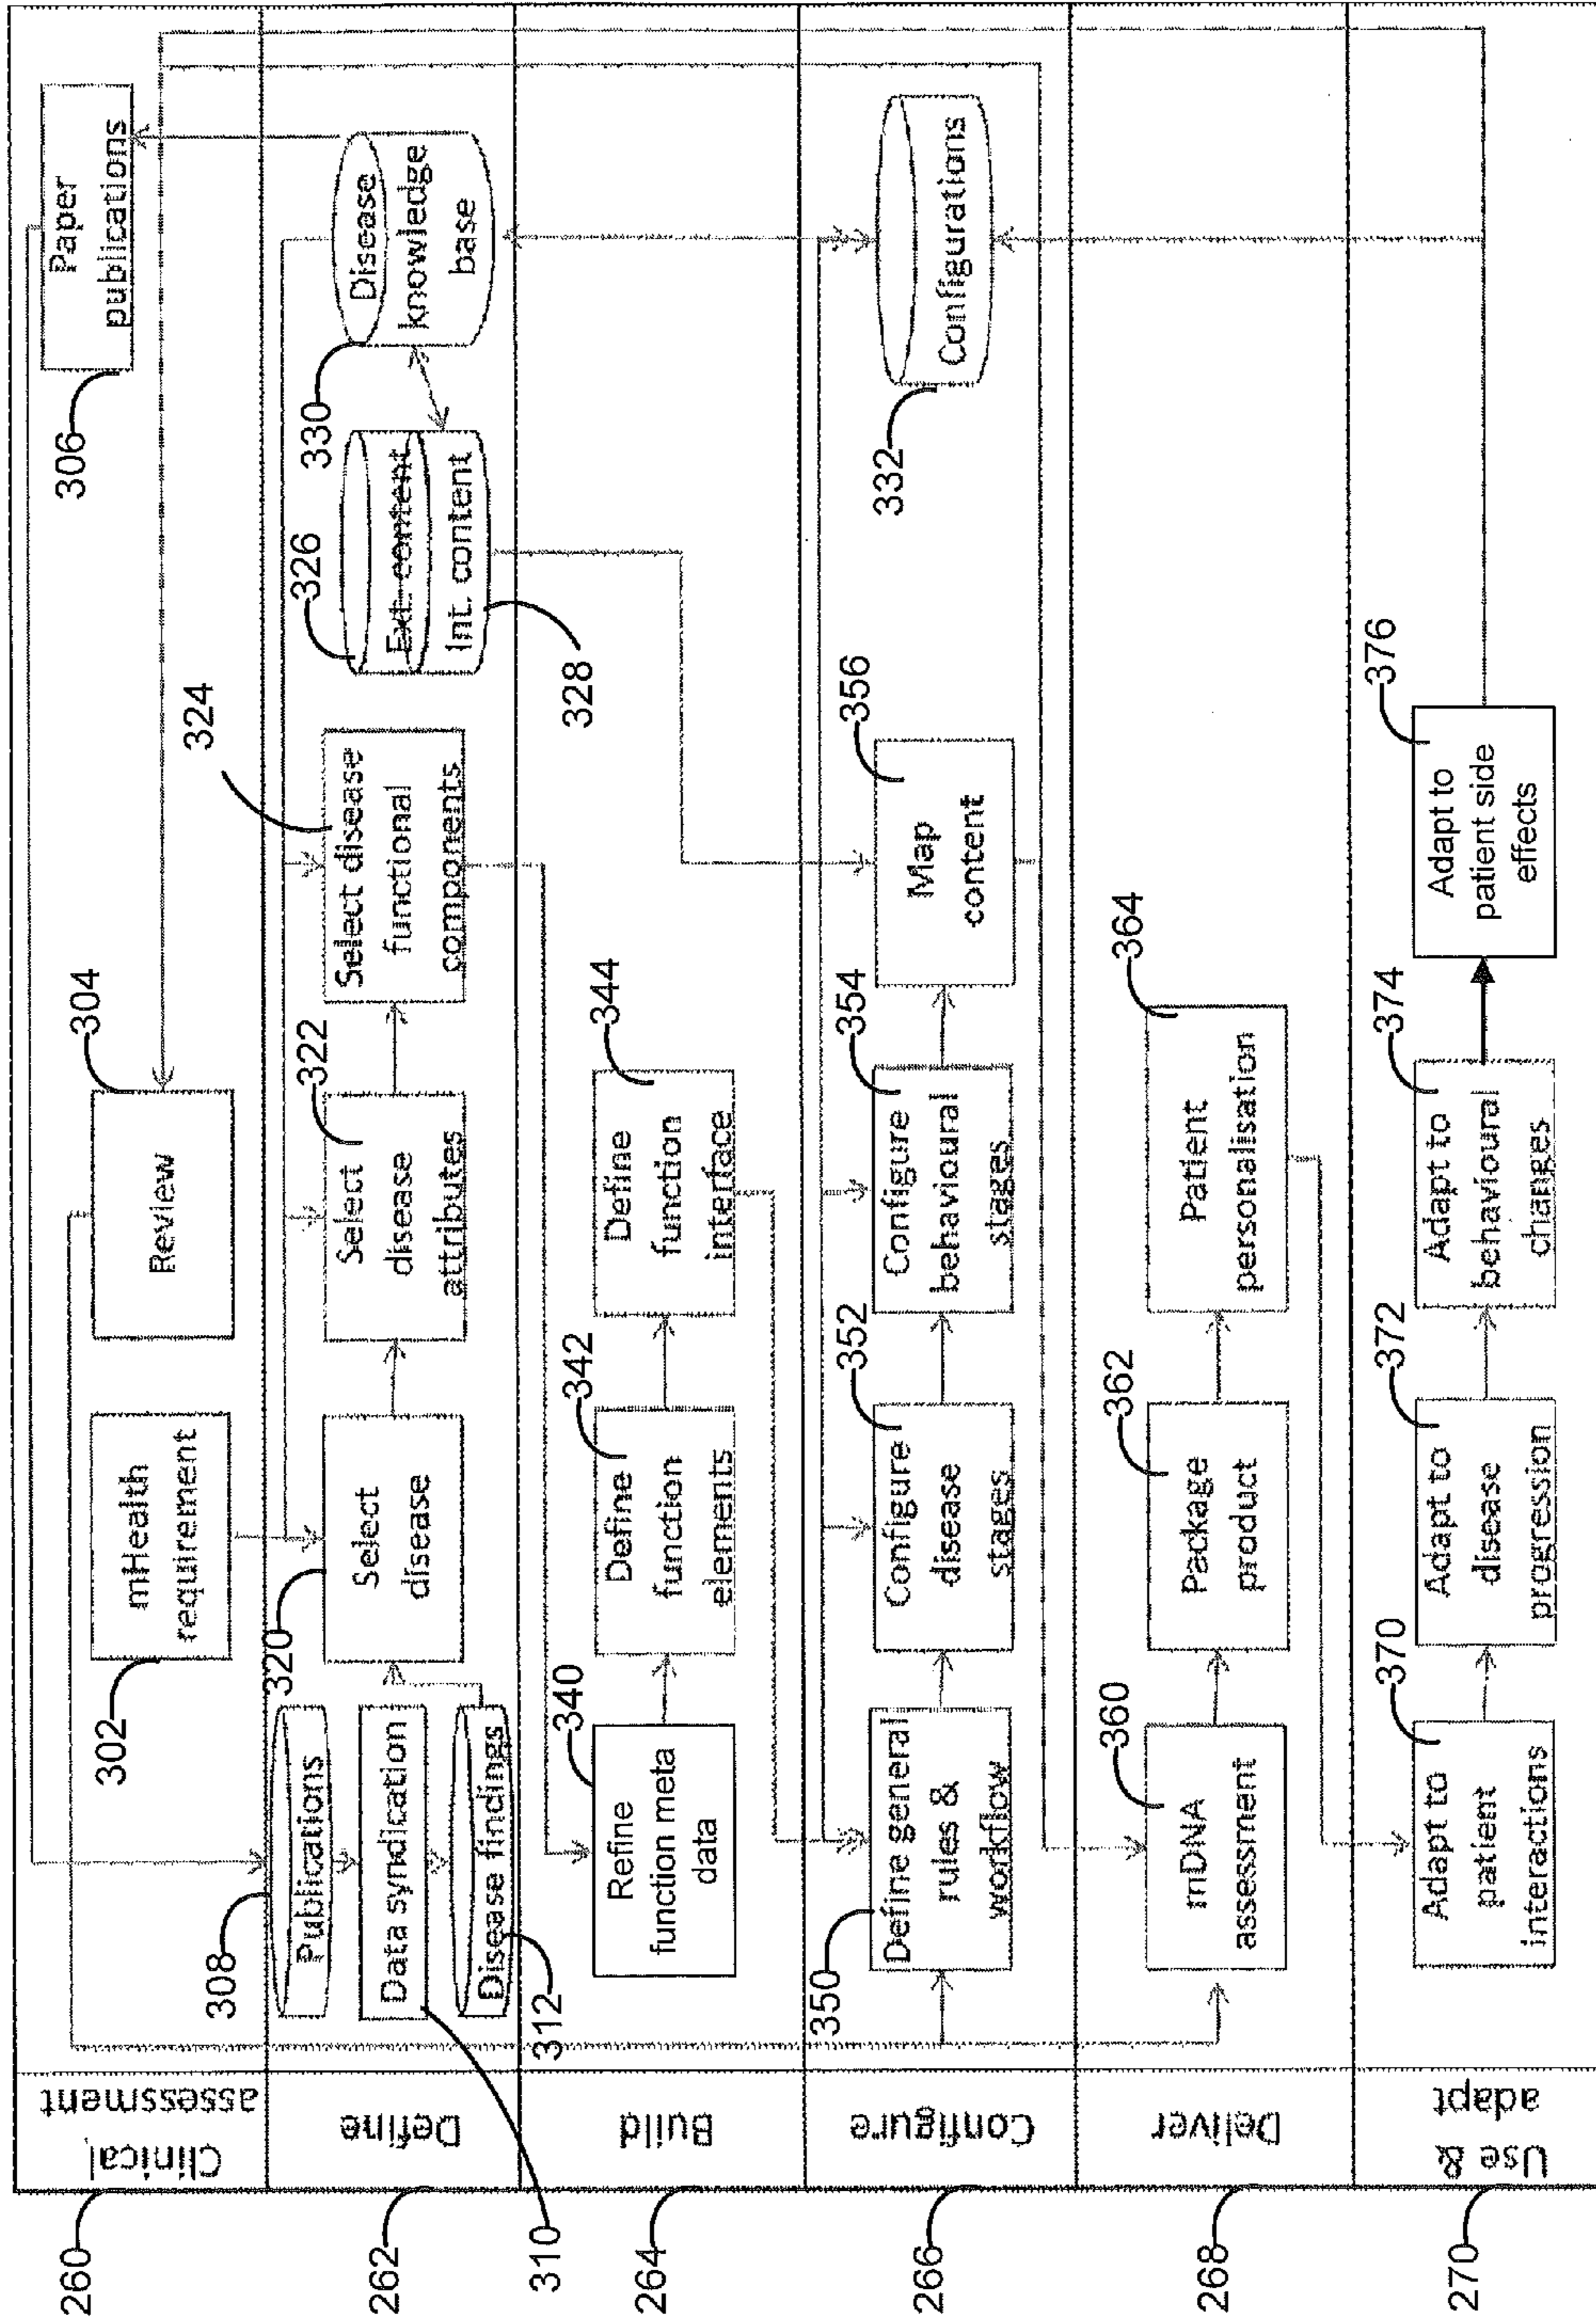 260
Clinical
assessment
302
mHealth
requirement
304
Review
306
Paper
publications
262
Define
308
Publications
310
Data syndication
312
Disease findings
320
Select
disease
322
Select
disease
attributes
324
Select disease
functional
components
326
Ext. content
328
Int. content
330
Disease
knowledge
base
264
Build
340
Refine
function meta
data
342
Define
function
elements
344
Define
function
interface
266
Configure
350
Define general
rules &
workflow
352
Configure
disease
stages
354
Configure
behavioural
stages
356
Map
content
332
Configurations
268
Deliver
360
mDNA
assessment
362
Package
product
364
Patient
personalisation
270
Use &
adapt
370
Adapt to
patient
interactions
372
Adapt to
disease
progression
374
Adapt to
behavioural
changes
376
Adapt to
patient side
effects